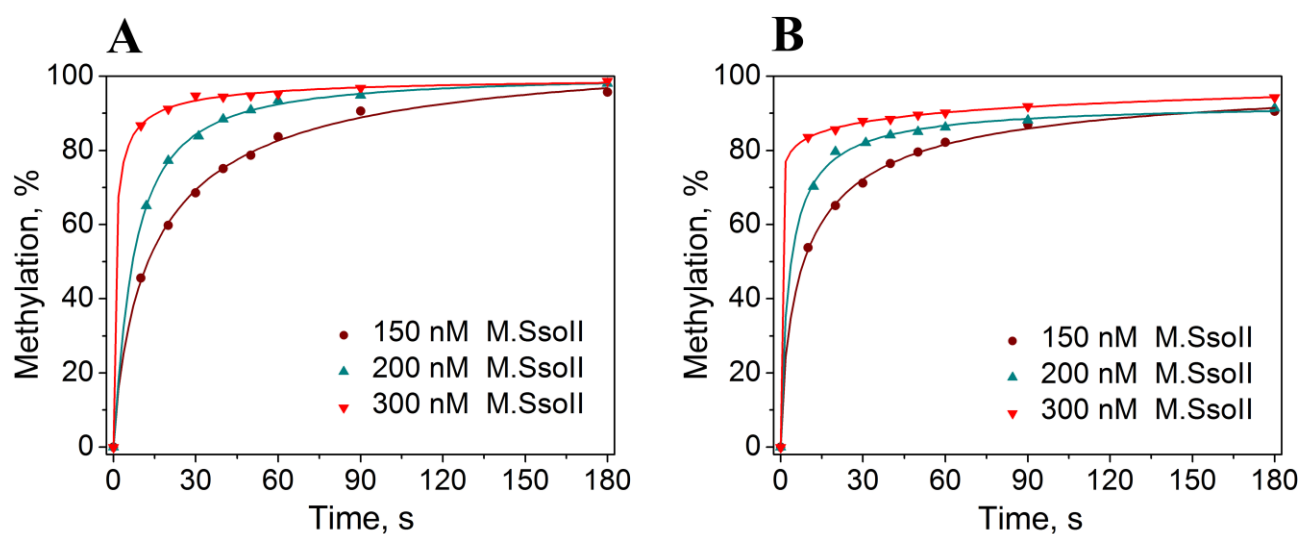 A
Methylation, %
100
80
60
40
20
0
150 nM M.SsoII
200 nM M.SsoII
300 nM M.SsoII
0 30 60 90 120 150 180
Time, s
B
Methylation, %
100
80
60
40
20
0
150 nM M.SsoII
200 nM M.SsoII
300 nM M.SsoII
0 30 60 90 120 150 180
Time, s